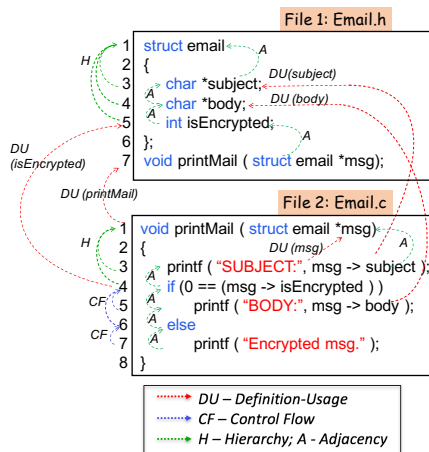 File 1: Email.h
1 struct email
2 {
3 char *subject;
4 char *body;
5 int isEncrypted;
6 };
7 void printMail ( struct email *msg);
H
A
A
A
A
DU(subject)
DU (body)
DU
(isEncrypted)
DU (printMail)
File 2: Email.c
1 void printMail ( struct email *msg)
2 {
3 printf ( “SUBJECT:”, msg -> subject );
4 if (0 == (msg -> isEncrypted ) )
5 printf ( “BODY:”, msg -> body );
6 else
7 printf ( “Encrypted msg.” );
8 }
H
DU (msg)
A
A
A
A
A
CF
CF
DU – Definition-Usage
CF – Control Flow
H – Hierarchy; A - Adjacency